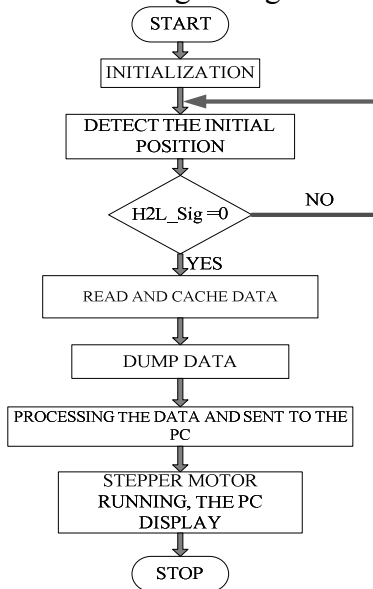 START
INITIALIZATION
DETECT THE INITIAL
POSITION
H2L_Sig =0
NO
YES
READ AND CACHE DATA
DUMP DATA
PROCESSING THE DATA AND SENT TO THE
PC
STEPPER MOTOR
RUNNING, THE PC
DISPLAY
STOP